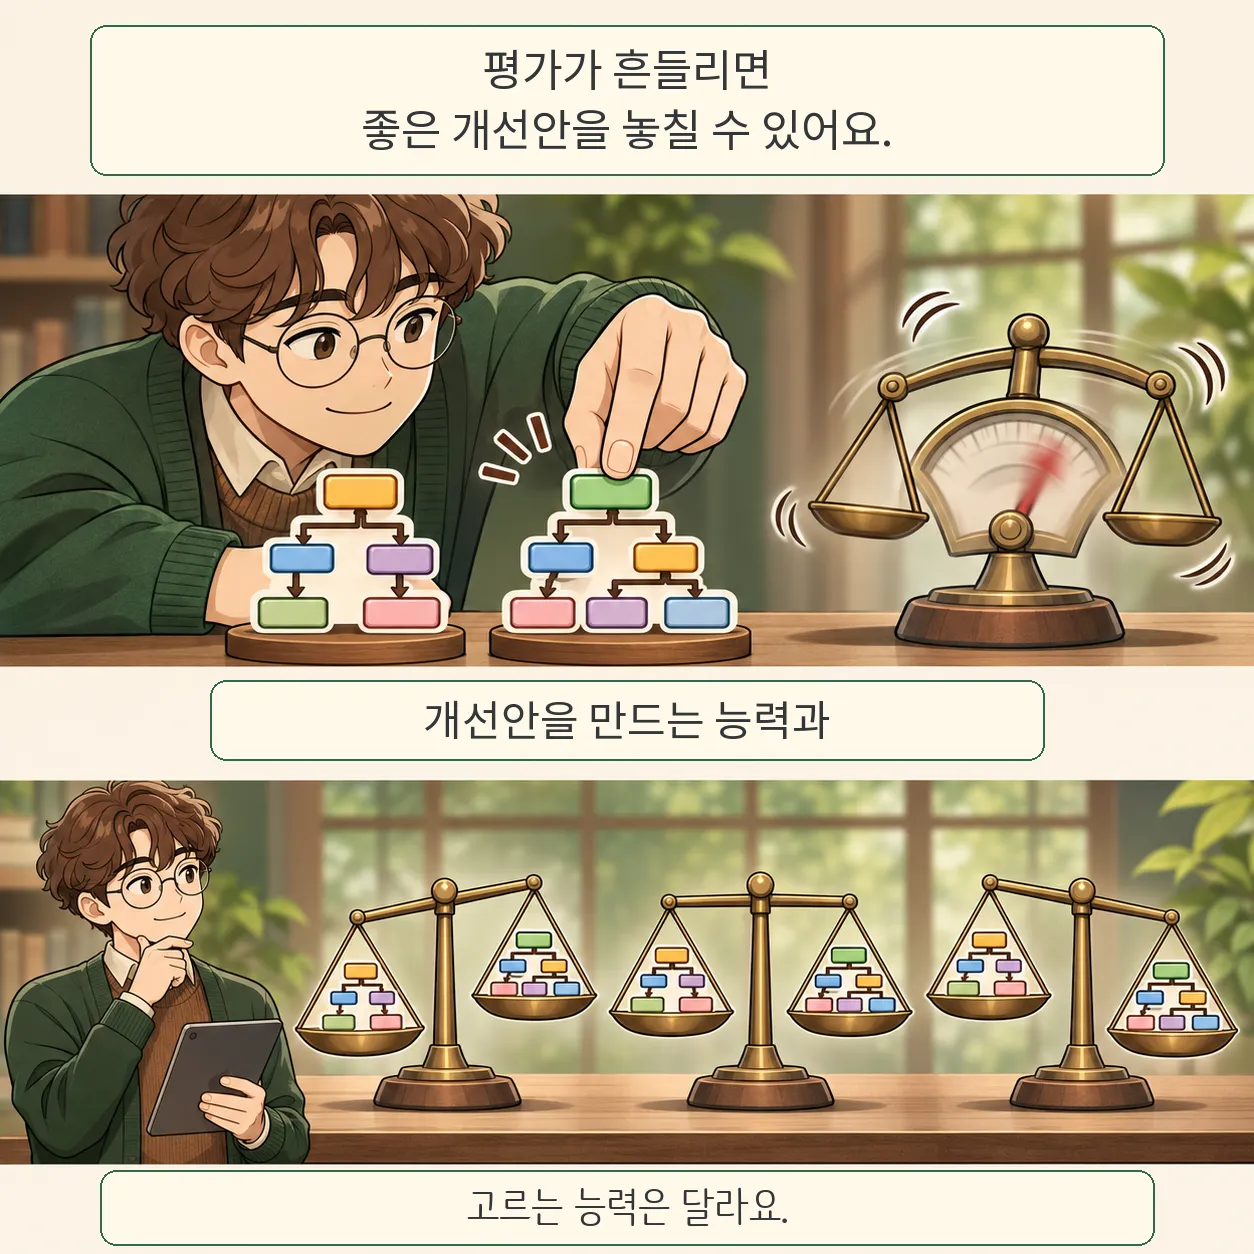 평가가 흔들리면
좋은 개선안을 놓칠 수 있어요.
개선안을 만드는 능력과
고르는 능력은 달라요.